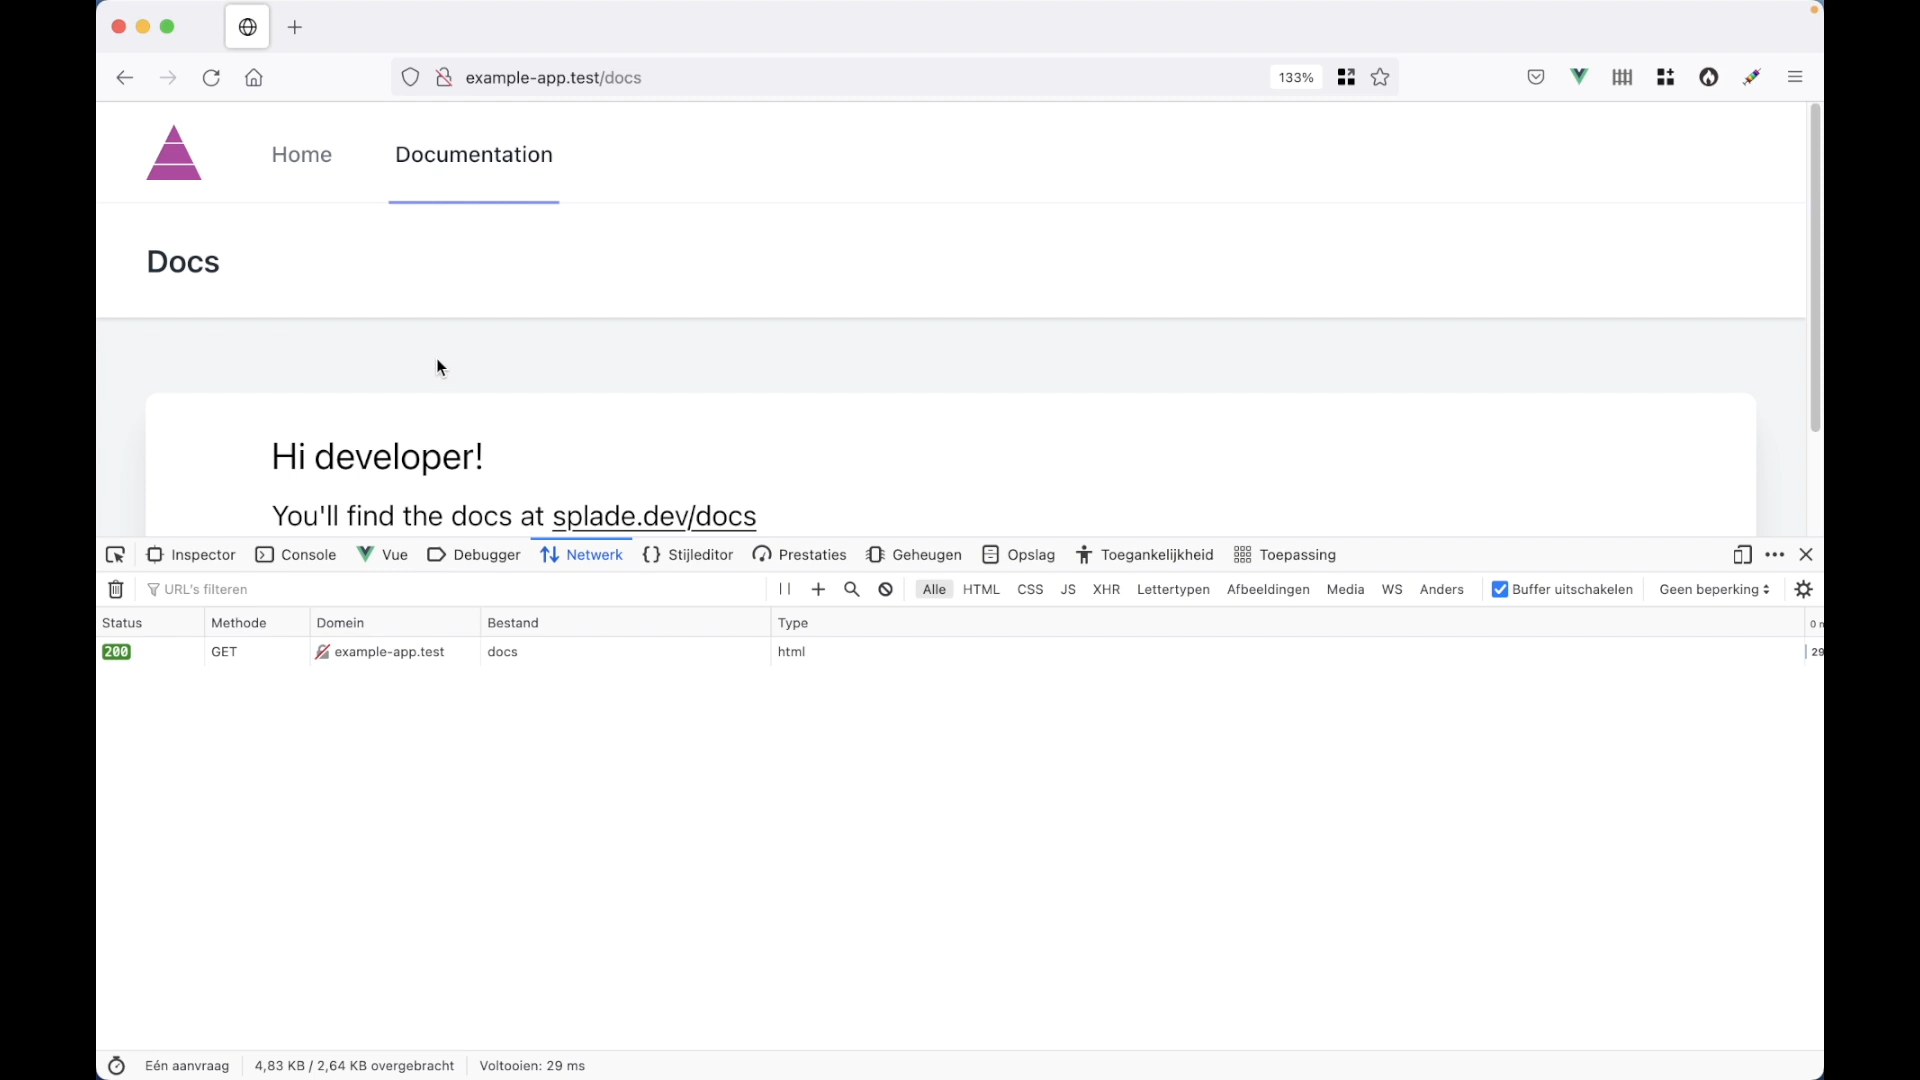 example-app.test/docs
133%
Home Documentation
Docs
Hi developer!
You'll find the docs at splade.dev/docs
Inspector Console Vue Debugger Netwerk Stijleditor Prestaties Geheugen Opslag Toegankelijkheid Toepassing
URL's filteren Alle HTML CSS JS XHR Lettertypen Afbeeldingen Media WS Anders Buffer uitschakelen Geen beperking
Status Methode Domein Bestand Type
200 GET example-app.test docs html
Eén aanvraag 4,83 KB / 2,64 KB overgebracht Voltooien: 29 ms